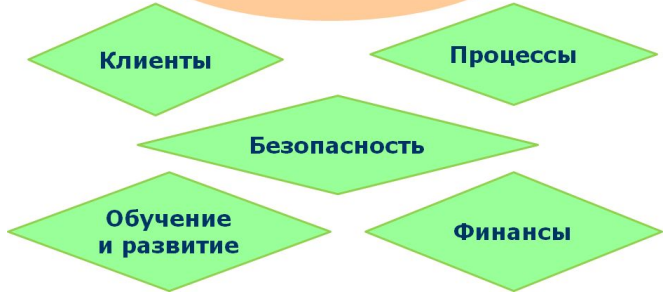 Клиенты
Процессы
Безопасность
Обучение
и развитие
Финансы